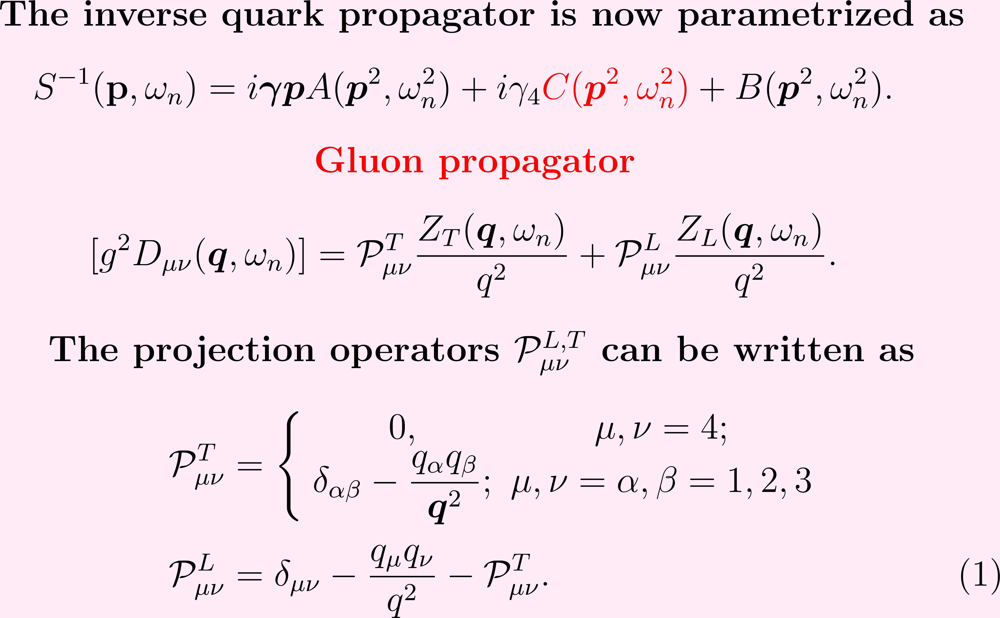 The inverse quark propagator is now parametrized as
$S^{-1}(\mathbf{p}, \omega_n) = i\boldsymbol{\gamma}\boldsymbol{p}A(\boldsymbol{p}^2, \omega_n^2) + i\gamma_4 C(\boldsymbol{p}^2, \omega_n^2) + B(\boldsymbol{p}^2, \omega_n^2).$
Gluon propagator
$[g^2 D_{\mu\nu}(\boldsymbol{q}, \omega_n)] = \mathcal{P}^T_{\mu\nu} \frac{Z_T(\boldsymbol{q}, \omega_n)}{q^2} + \mathcal{P}^L_{\mu\nu} \frac{Z_L(\boldsymbol{q}, \omega_n)}{q^2}.$
The projection operators $\mathcal{P}^{L,T}_{\mu\nu}$ can be written as
$\mathcal{P}^T_{\mu\nu} = \begin{cases} 0, & \mu, \nu = 4; \\ \delta_{\alpha\beta} - \frac{q_\alpha q_\beta}{\boldsymbol{q}^2}; & \mu, \nu = \alpha, \beta = 1, 2, 3 \end{cases}$
$\mathcal{P}^L_{\mu\nu} = \delta_{\mu\nu} - \frac{q_\mu q_\nu}{q^2} - \mathcal{P}^T_{\mu\nu}.$ (1)